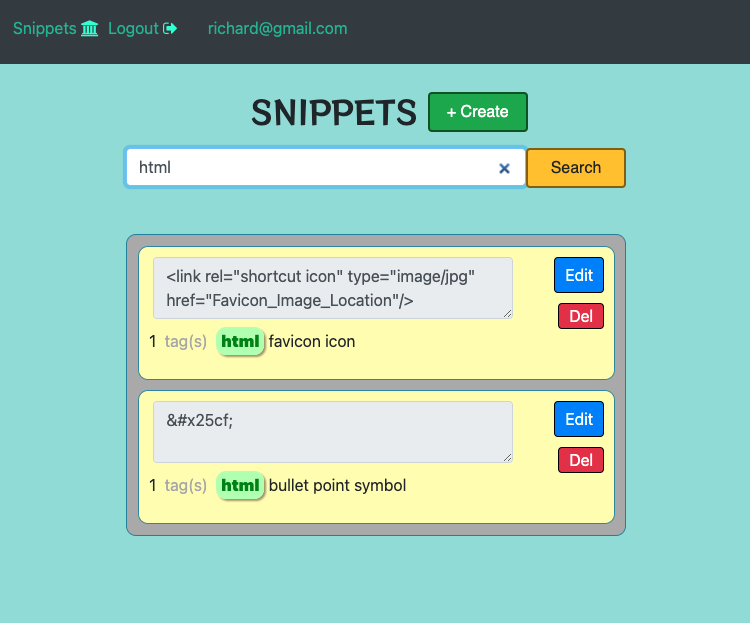 Snippets Logout richard@gmail.com
SNIPPETS + Create
html × Search
<link rel="shortcut icon" type="image/jpg"
href="Favicon_Image_Location"/>
Edit
Del
1 tag(s) html favicon icon
&#x25cf;
Edit
Del
1 tag(s) html bullet point symbol